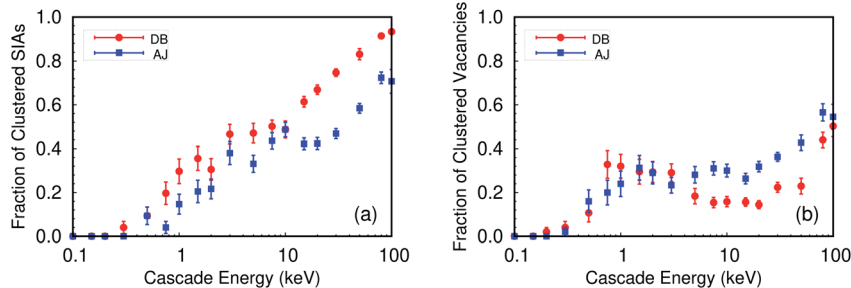 Fraction of Clustered SIAs
1.0
0.8
0.6
0.4
0.2
0.0
DB
AJ
(a)
0.1 1 10 100
Cascade Energy (keV)
Fraction of Clustered Vacancies
1.0
0.8
0.6
0.4
0.2
0.0
DB
AJ
(b)
0.1 1 10 100
Cascade Energy (keV)